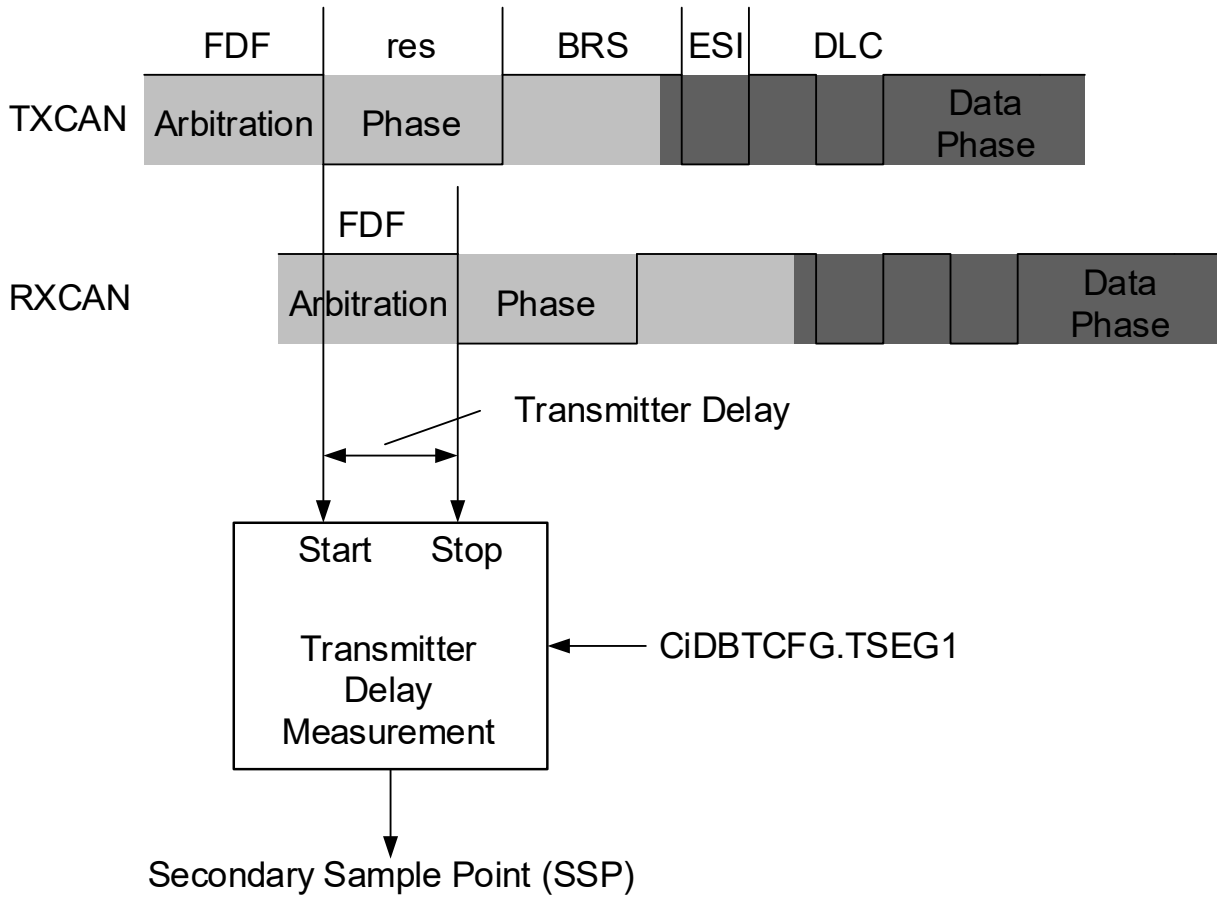 FDF res BRS ESI DLC
TXCAN Arbitration Phase Data
Phase
FDF
RXCAN Arbitration Phase Data
Phase
Transmitter Delay
Start Stop
Transmitter
Delay
Measurement
CiDBTCFG.TSEG1
Secondary Sample Point (SSP)